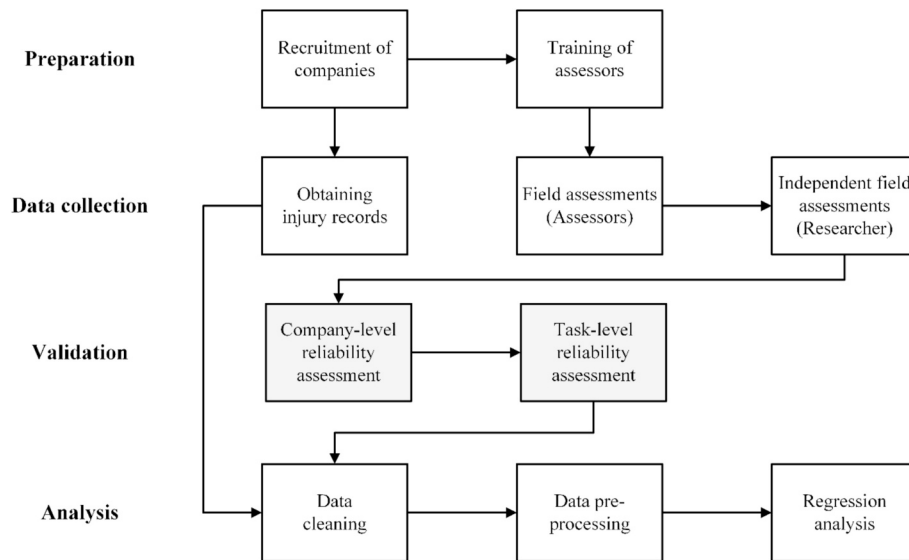 Preparation
Recruitment of
companies
Training of
assessors
Data collection
Obtaining
injury records
Field assessments
(Assessors)
Independent field
assessments
(Researcher)
Validation
Company-level
reliability
assessment
Task-level
reliability
assessment
Analysis
Data
cleaning
Data pre-
processing
Regression
analysis